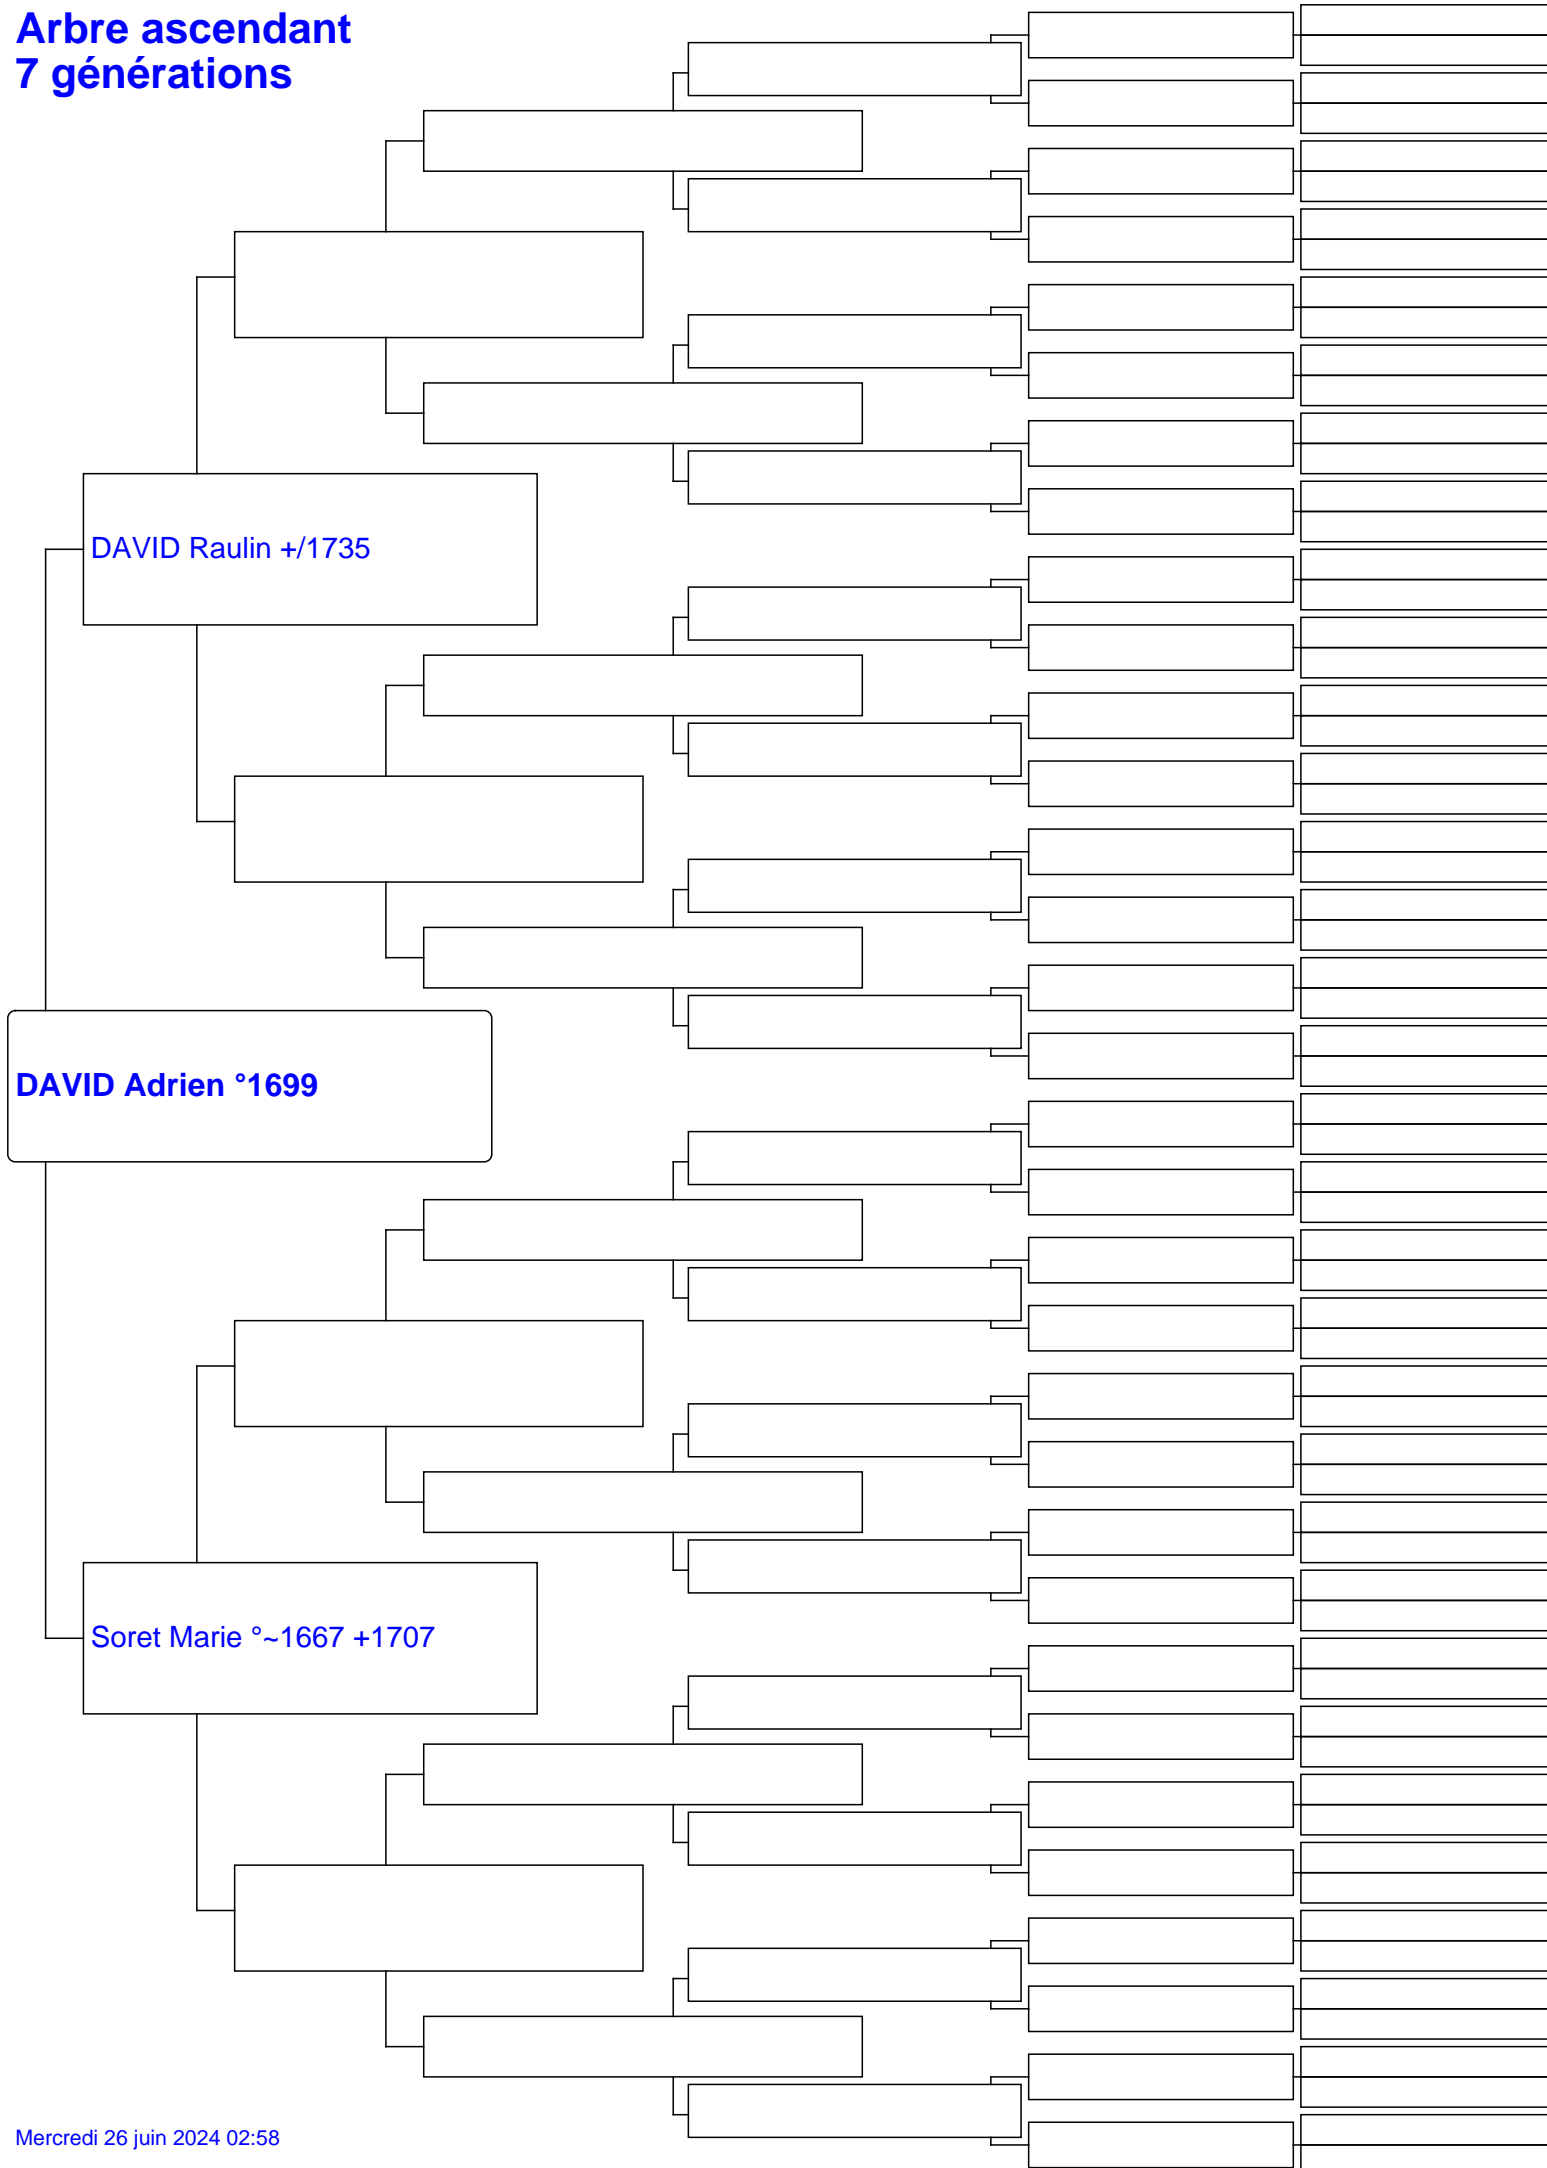 Arbre ascendant
7 générations
DAVID Raulin +/1735
DAVID Adrien °1699
Soret Marie °~1667 +1707
Mercredi 26 juin 2024 02:58